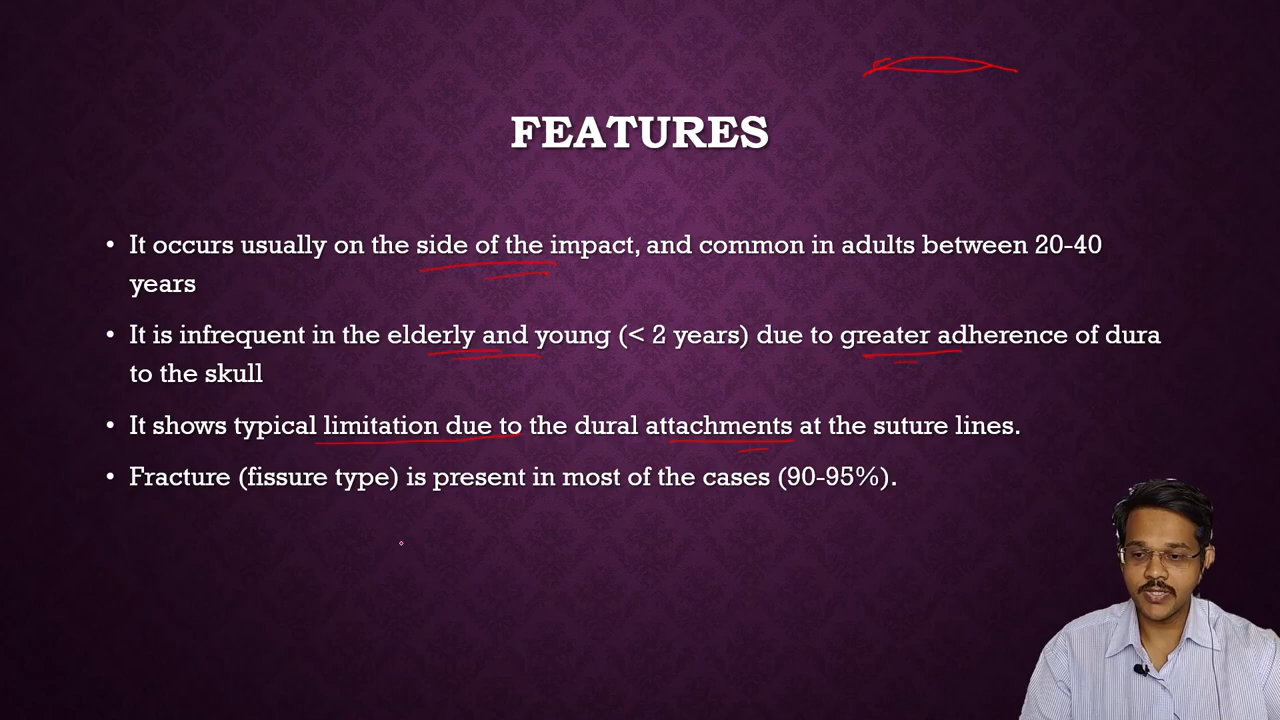 FEATURES
• It occurs usually on the side of the impact, and common in adults between 20-40
years
• It is infrequent in the elderly and young (< 2 years) due to greater adherence of dura
to the skull
• It shows typical limitation due to the dural attachments at the suture lines.
• Fracture (fissure type) is present in most of the cases (90-95%).